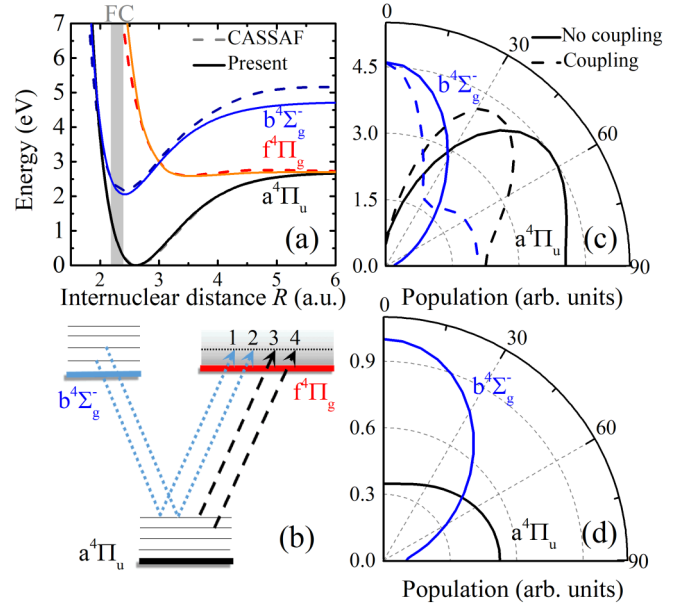 FC
7
6
5
4
3
2
1
0
Energy (eV)
CASSAF
Present
b⁴Σg⁻
f⁴Πg
a⁴Πu
(a)
2 3 4 5 6
Internuclear distance R (a.u.)
0
30
60
90
No coupling
Coupling
b⁴Σg⁻
4.5
3.0
1.5
0.0
a⁴Πu
(c)
Population (arb. units)
1 2 3 4
b⁴Σg⁻
f⁴Πg
a⁴Πu
(b)
0
30
60
90
0.9
0.6
0.3
0.0
b⁴Σg⁻
a⁴Πu
(d)
Population (arb. units)